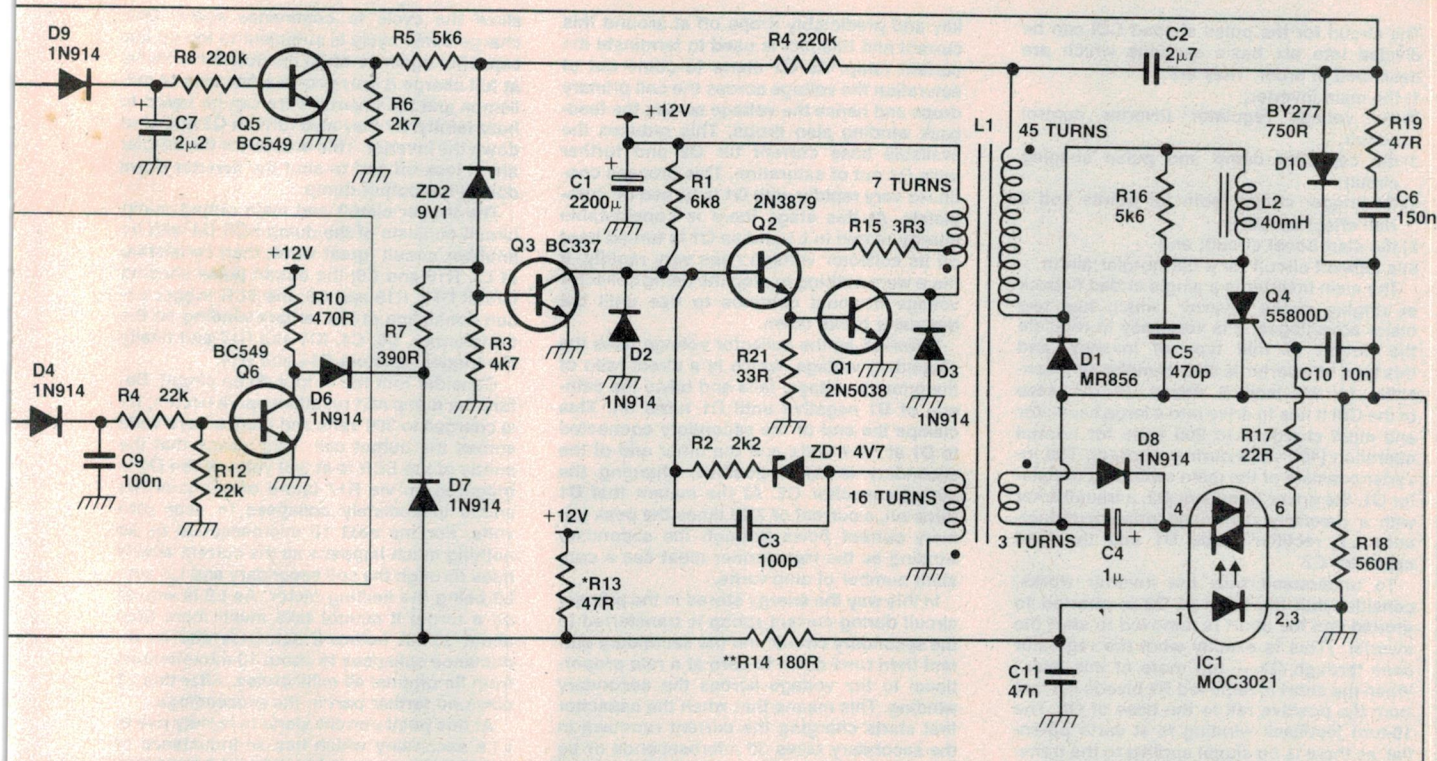 D9
1N914
R8 220k
C7
2µ2
Q5
BC549
R5 5k6
R6
2k7
ZD2
9V1
R4 220k
+12V
+
C1
2200µ
R1
6k8
7 TURNS
2N3879
Q2
R15 3R3
Q3 BC337
L1
45 TURNS
C2
2µ7
BY227
750R
D10
R19
47R
C6
150n
R16
5k6
L2
40mH
Q4
55800D
C5
470p
C10 10n
D1
MR856
+12V
R10
470R
R7
390R
BC549
Q6
D6
1N914
R3
4k7
D2
1N914
R21
33R
Q1
2N5038
D3
1N914
D4
1N914
R4 22k
C9
100n
R12
22k
D7
1N914
R2 2k2
ZD1 4V7
C3
100p
16 TURNS
3 TURNS
D8
1N914
C4
1µ
+
R17
22R
4
6
1
2,3
IC1
MOC3021
R18
560R
+12V
*R13
47R
**R14 180R
C11
47n